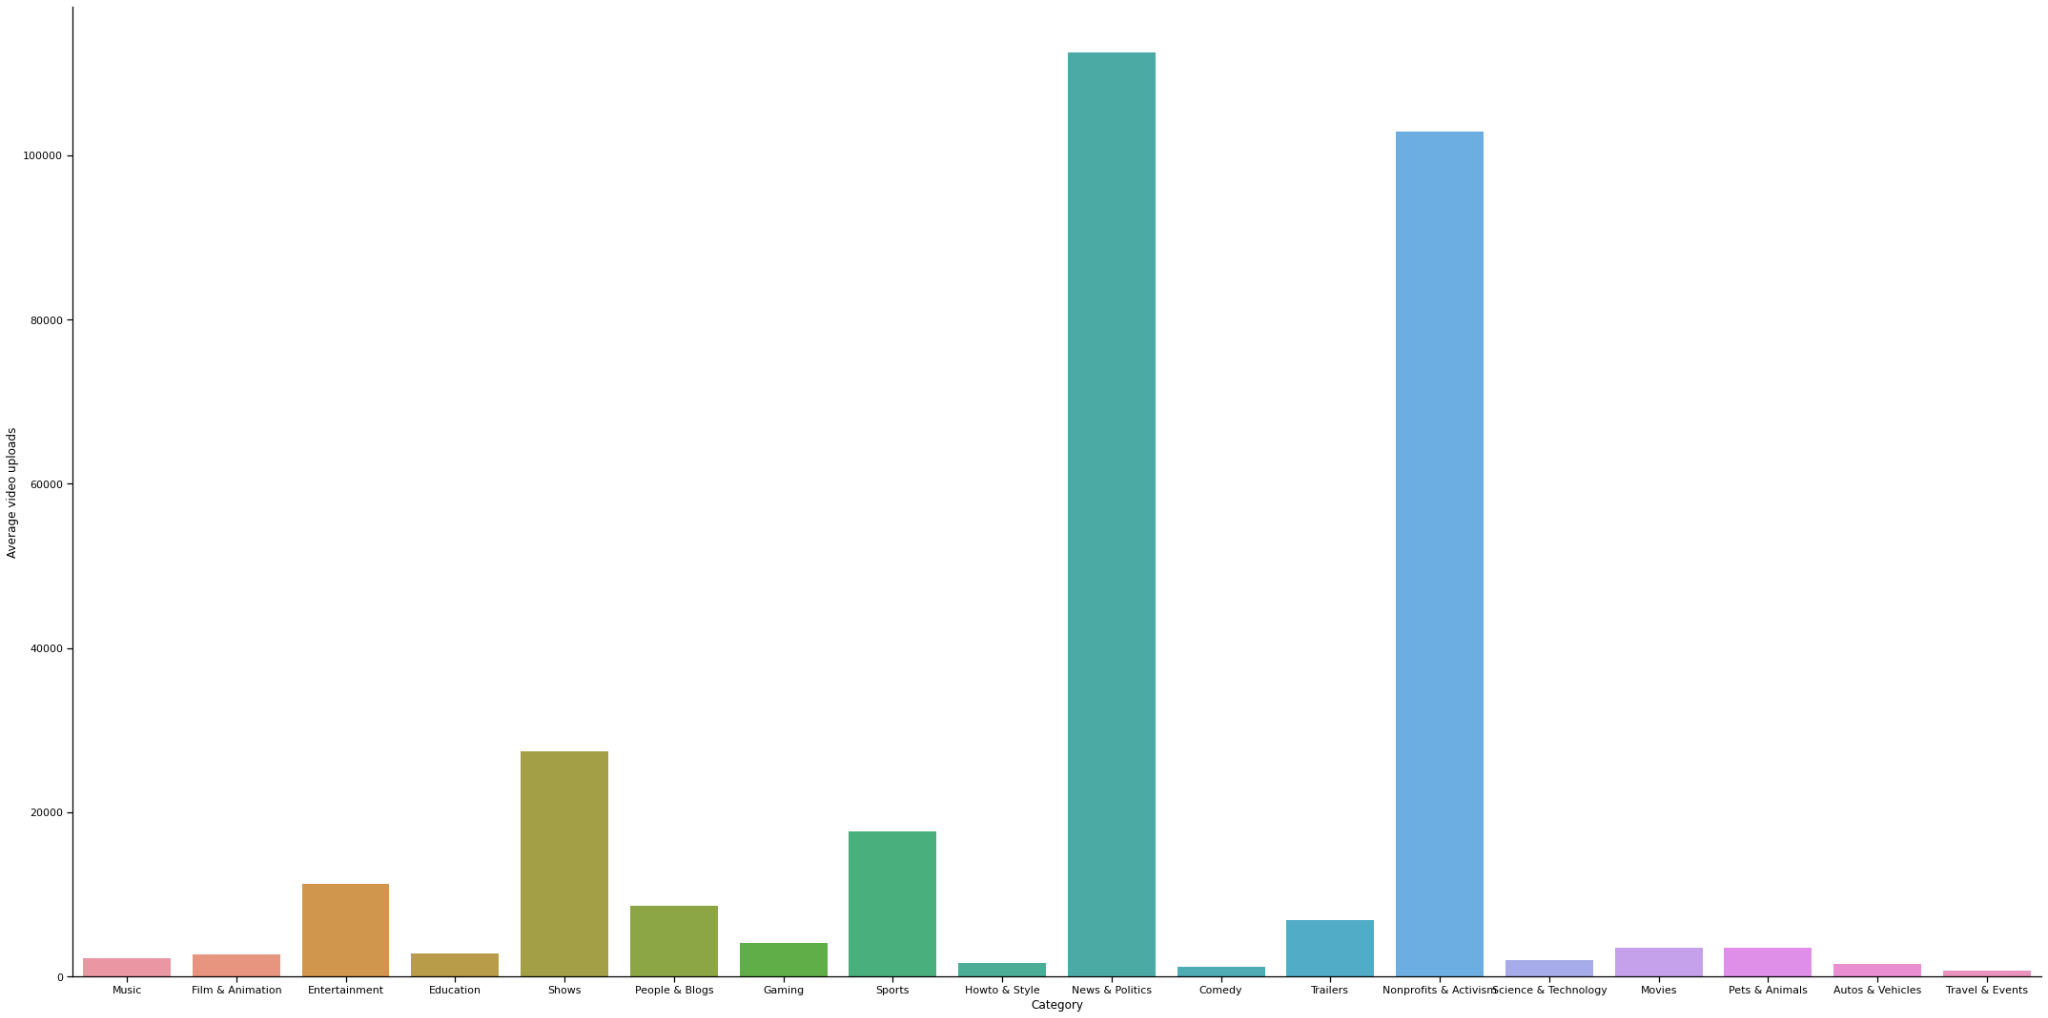 Average video uploads
100000
80000
60000
40000
20000
0
Music Film & Animation Entertainment Education Shows People & Blogs Gaming Sports Howto & Style News & Politics Comedy Trailers Nonprofits & Activism Science & Technology Movies Pets & Animals Autos & Vehicles Travel & Events
Category